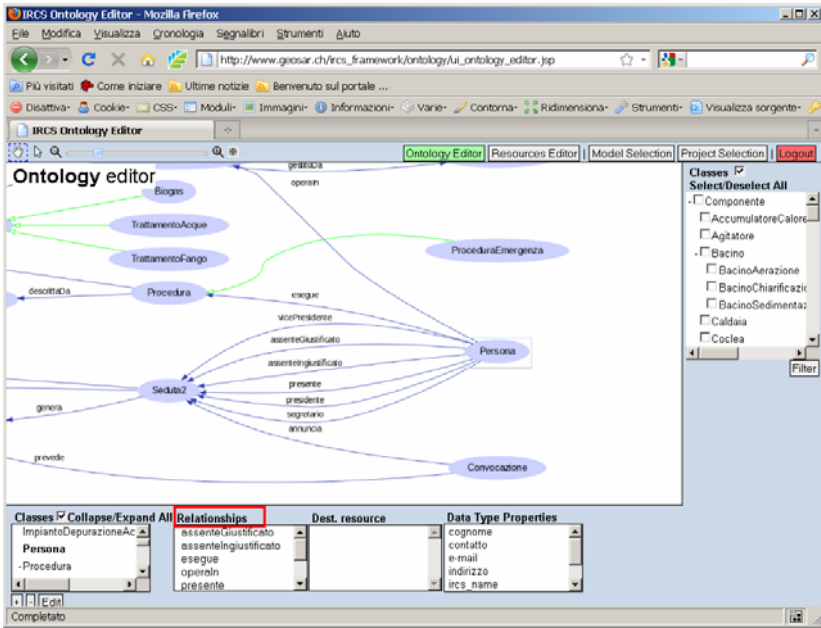 IRCS Ontology Editor - Mozilla Firefox
File Modifica Visualizza Cronologia Segnalibri Strumenti Aiuto
http://www.geosar.ch/ircs_framework/ontology/ui_ontology_editor.jsp
Più visitati Come iniziare Ultime notizie Benvenuto sul portale ...
Disattiva- Cookie- CSS- Moduli- Immagini- Informazioni- Varie- Contorna- Ridimensiona- Strumenti- Visualizza sorgente-
IRCS Ontology Editor
Ontology Editor Resources Editor | Model Selection Project Selection | Logout
Ontology editor
gestitoDa
operaIn
Biogas
TrattamentoAcque
TrattamentoFango
ProceduraEmergenza
descrittaDa
Procedura
esegue
vicePresidente
assenteGiustificato
Persona
assenteIngiustificato
presente
Seduta2
presidente
genera
segretario
annuncia
prevede
Convocazione
Classes
Select/Deselect All
-Componente
AccumulatoreCalore
Agitatore
-Bacino
BacinoAerazione
BacinoChiarificazio
BacinoSedimenta
Caldaia
Coclea
Filter
Classes Collapse/Expand All
ImpiantoDepurazioneAc
Persona
-Procedura
+ - Edit
Relationships
assenteGiustificato
assenteIngiustificato
esegue
operaIn
presente
Dest. resource
Data Type Properties
cognome
contatto
e-mail
indirizzo
ircs_name
Completato